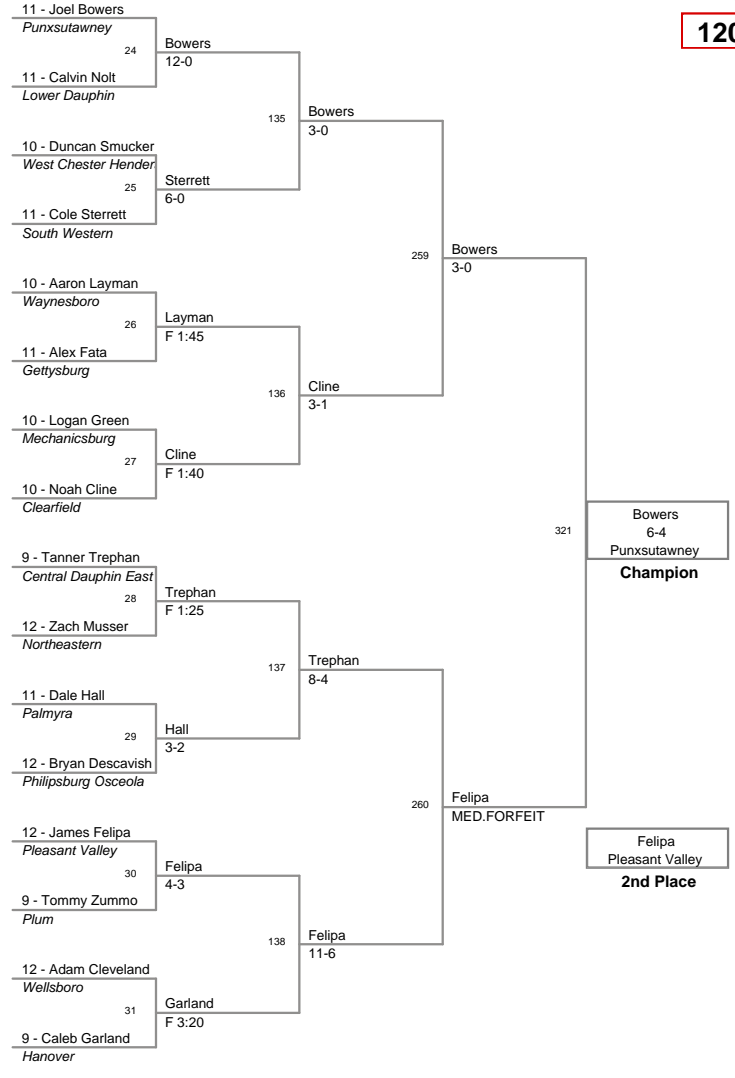 11 - Joel Bowers
Punxsutawney
24
Bowers
12-0
11 - Calvin Nolt
Lower Dauphin
135
Bowers
3-0
10 - Duncan Smucker
West Chester Hender
25
Sterrett
6-0
11 - Cole Sterrett
South Western
259
Bowers
3-0
10 - Aaron Layman
Waynesboro
26
Layman
F 1:45
11 - Alex Fata
Gettysburg
136
Cline
3-1
10 - Logan Green
Mechanicsburg
27
Cline
F 1:40
10 - Noah Cline
Clearfield
321
Bowers
6-4
Punxsutawney
Champion
9 - Tanner Trephan
Central Dauphin East
28
Trephan
F 1:25
12 - Zach Musser
Northeastern
137
Trephan
8-4
11 - Dale Hall
Palmyra
29
Hall
3-2
12 - Bryan Descavish
Philipsburg Osceola
260
Felipa
MED.FORFEIT
12 - James Felipa
Pleasant Valley
30
Felipa
4-3
9 - Tommy Zummo
Plum
Felipa
Pleasant Valley
2nd Place
138
Felipa
11-6
12 - Adam Cleveland
Wellsboro
31
Garland
F 3:20
9 - Caleb Garland
Hanover
120